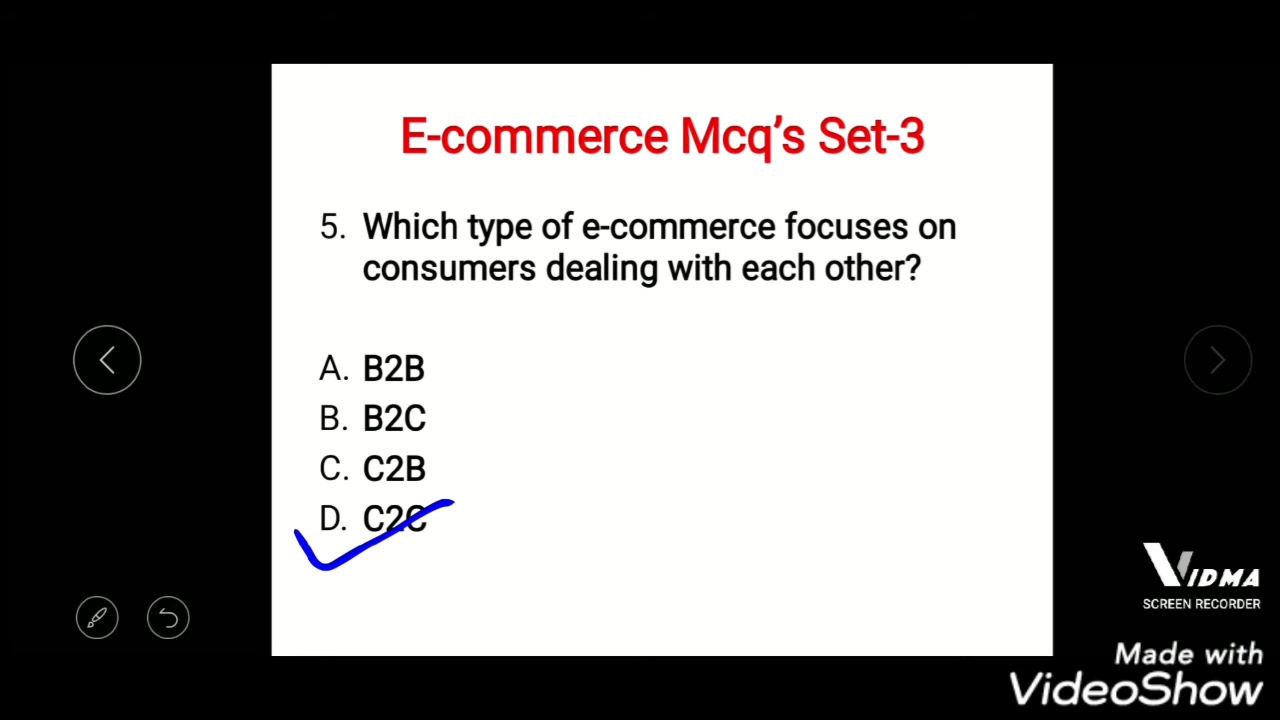 E-commerce Mcq’s Set-3
5. Which type of e-commerce focuses on
consumers dealing with each other?
A. B2B
B. B2C
C. C2B
D. C2C
VIDMA
SCREEN RECORDER
Made with
VideoShow